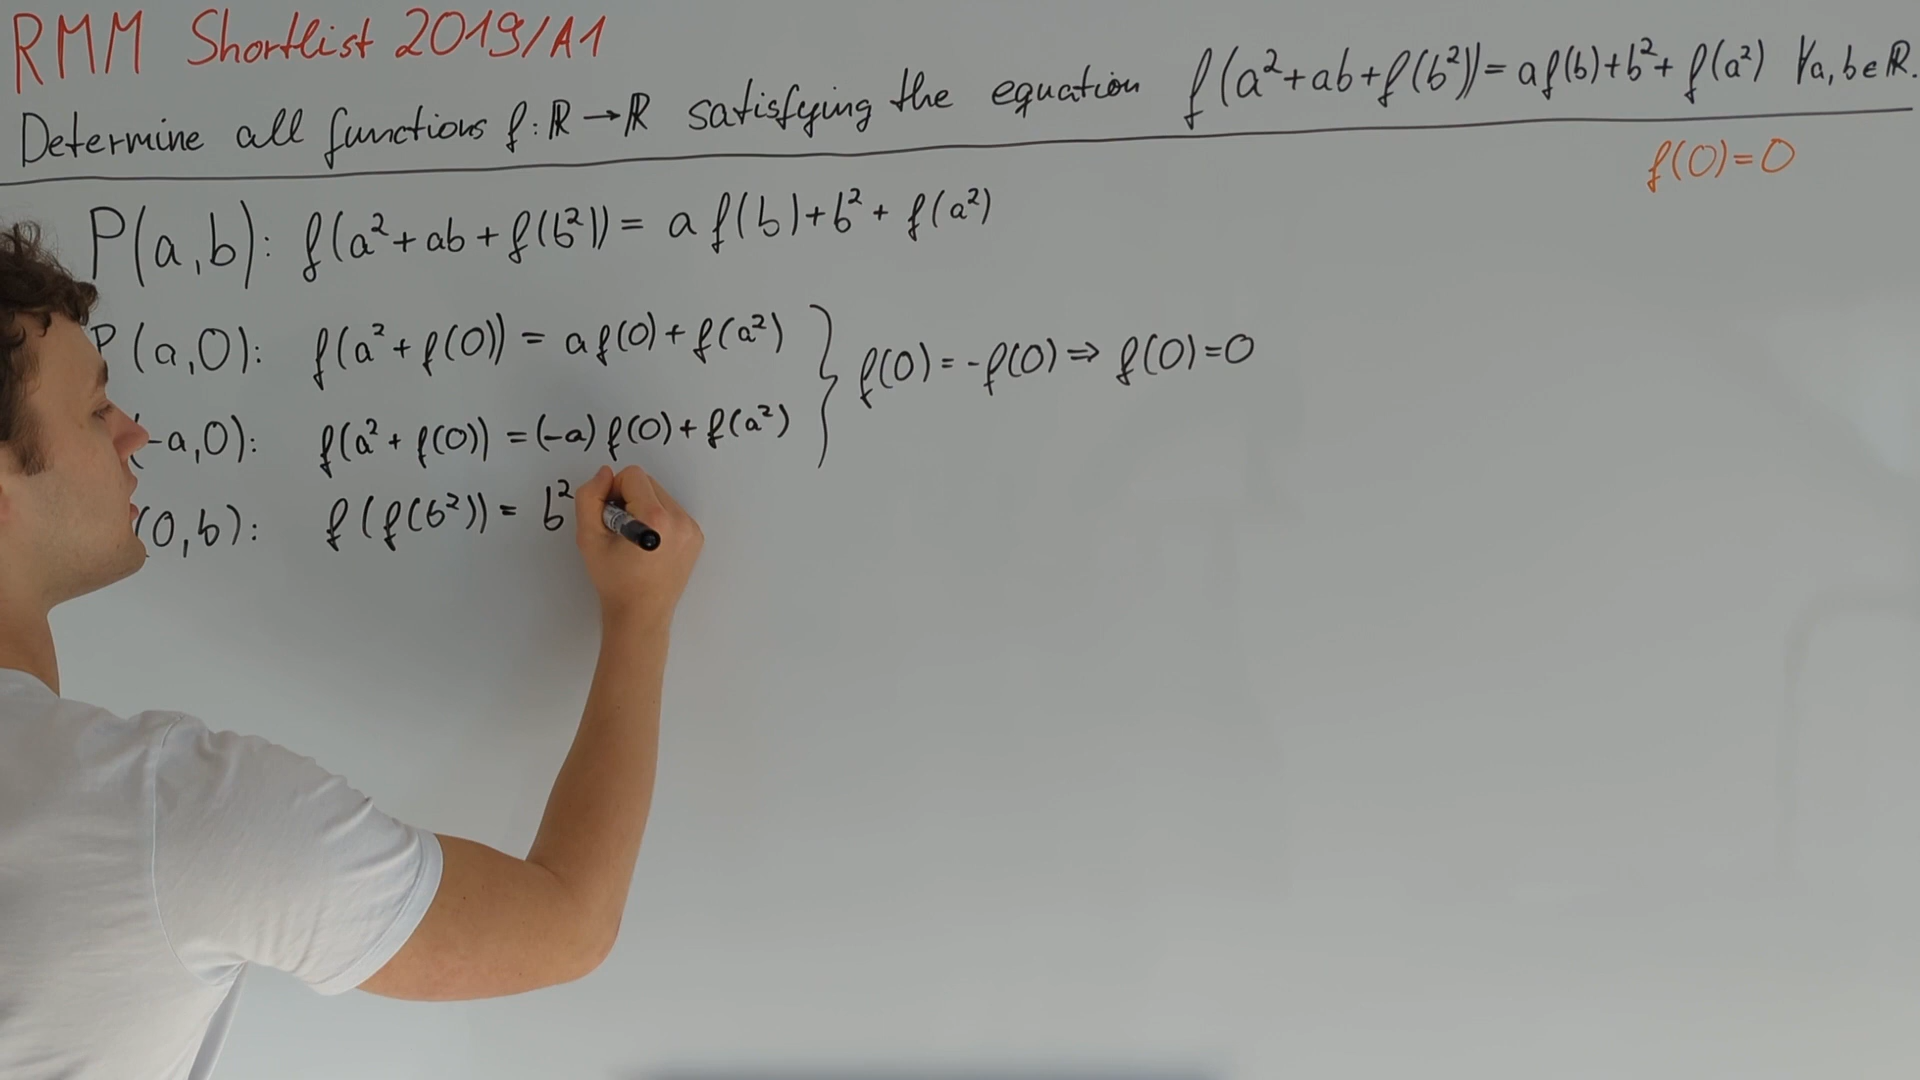 RMM Shortlist 2019/A1
Determine all functions f: ℝ → ℝ satisfying the equation f(a²+ab+f(b²))= af(b)+b²+ f(a²) ∀a, b∈ℝ.
f(0)=0
P(a,b): f(a²+ab+f(b²))= a f(b)+b²+ f(a²)
P(a,0): f(a²+f(0)) = af(0)+f(a²)
f(0)=-f(0)⇒ f(0)=0
(-a,0): f(a²+f(0)) =(-a)f(0)+f(a²)
(0,b): f(f(b²))= b²